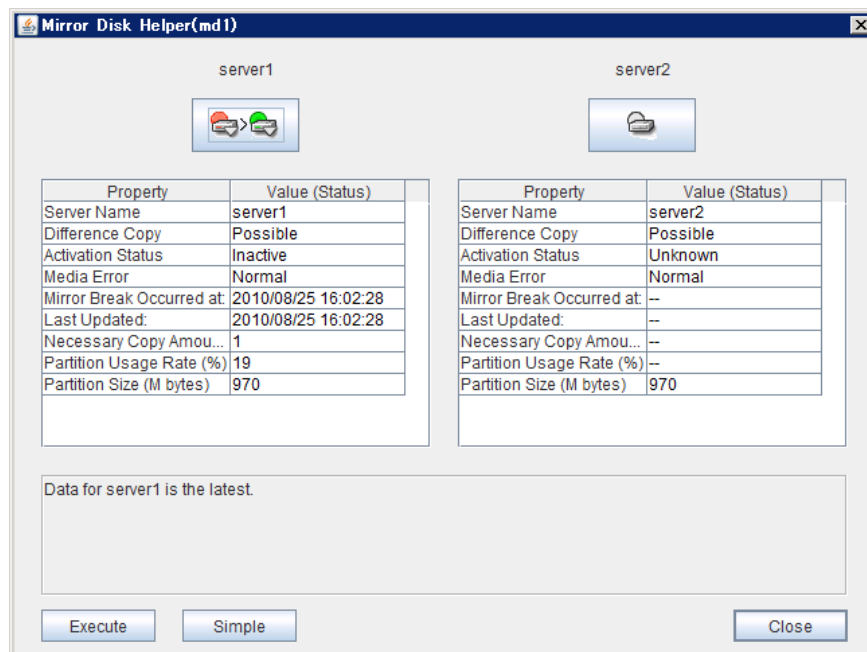 Mirror Disk Helper(md1)
server1
server2
Property Value (Status)
Server Name server1
Difference Copy Possible
Activation Status Inactive
Media Error Normal
Mirror Break Occurred at: 2010/08/25 16:02:28
Last Updated: 2010/08/25 16:02:28
Necessary Copy Amou... 1
Partition Usage Rate (%) 19
Partition Size (M bytes) 970
Property Value (Status)
Server Name server2
Difference Copy Possible
Activation Status Unknown
Media Error Normal
Mirror Break Occurred at: --
Last Updated: --
Necessary Copy Amou... --
Partition Usage Rate (%) --
Partition Size (M bytes) 970
Data for server1 is the latest.
Execute
Simple
Close